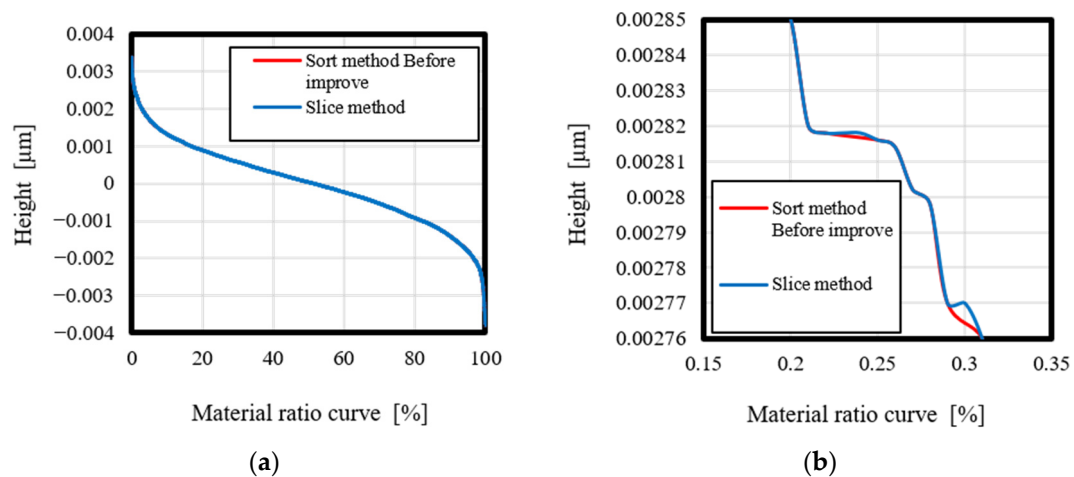 0.004
0.003
0.002
0.001
0
−0.001
−0.002
−0.003
−0.004
Height [µm]
Sort method Before
improve
Slice method
0 20 40 60 80 100
Material ratio curve [%]
(a)
0.00285
0.00284
0.00283
0.00282
0.00281
0.0028
0.00279
0.00278
0.00277
0.00276
Height [µm]
Sort method
Before improve
Slice method
0.15 0.2 0.25 0.3 0.35
Material ratio curve [%]
(b)